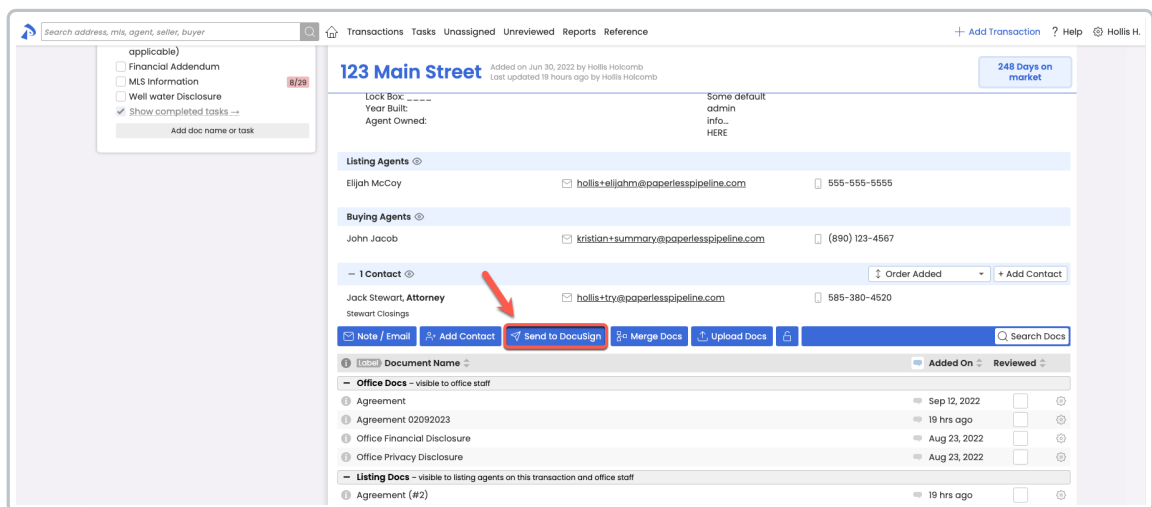 Search address, mls, agent, seller, buyer
Transactions Tasks Unassigned Unreviewed Reports Reference
+ Add Transaction ? Help Hollis H.
applicable)
Financial Addendum
MLS Information 8/29
Well water Disclosure
Show completed tasks →
Add doc name or task
123 Main Street
Added on Jun 30, 2022 by Hollis Holcomb
Last updated 19 hours ago by Hollis Holcomb
248 Days on
market
Lock Box: ____
Year Built:
Agent Owned:
Some default
admin
info...
HERE
Listing Agents
Elijah McCoy hollis+elijahm@paperlesspipeline.com 555-555-5555
Buying Agents
John Jacob kristian+summary@paperlesspipeline.com (890) 123-4567
– 1 Contact Order Added + Add Contact
Jack Stewart, Attorney hollis+try@paperlesspipeline.com 585-380-4520
Stewart Closings
Note / Email Add Contact Send to DocuSign Merge Docs Upload Docs Search Docs
Label Document Name Added On Reviewed
– Office Docs – visible to office staff
Agreement Sep 12, 2022
Agreement 02092023 19 hrs ago
Office Financial Disclosure Aug 23, 2022
Office Privacy Disclosure Aug 23, 2022
– Listing Docs – visible to listing agents on this transaction and office staff
Agreement (#2) 19 hrs ago